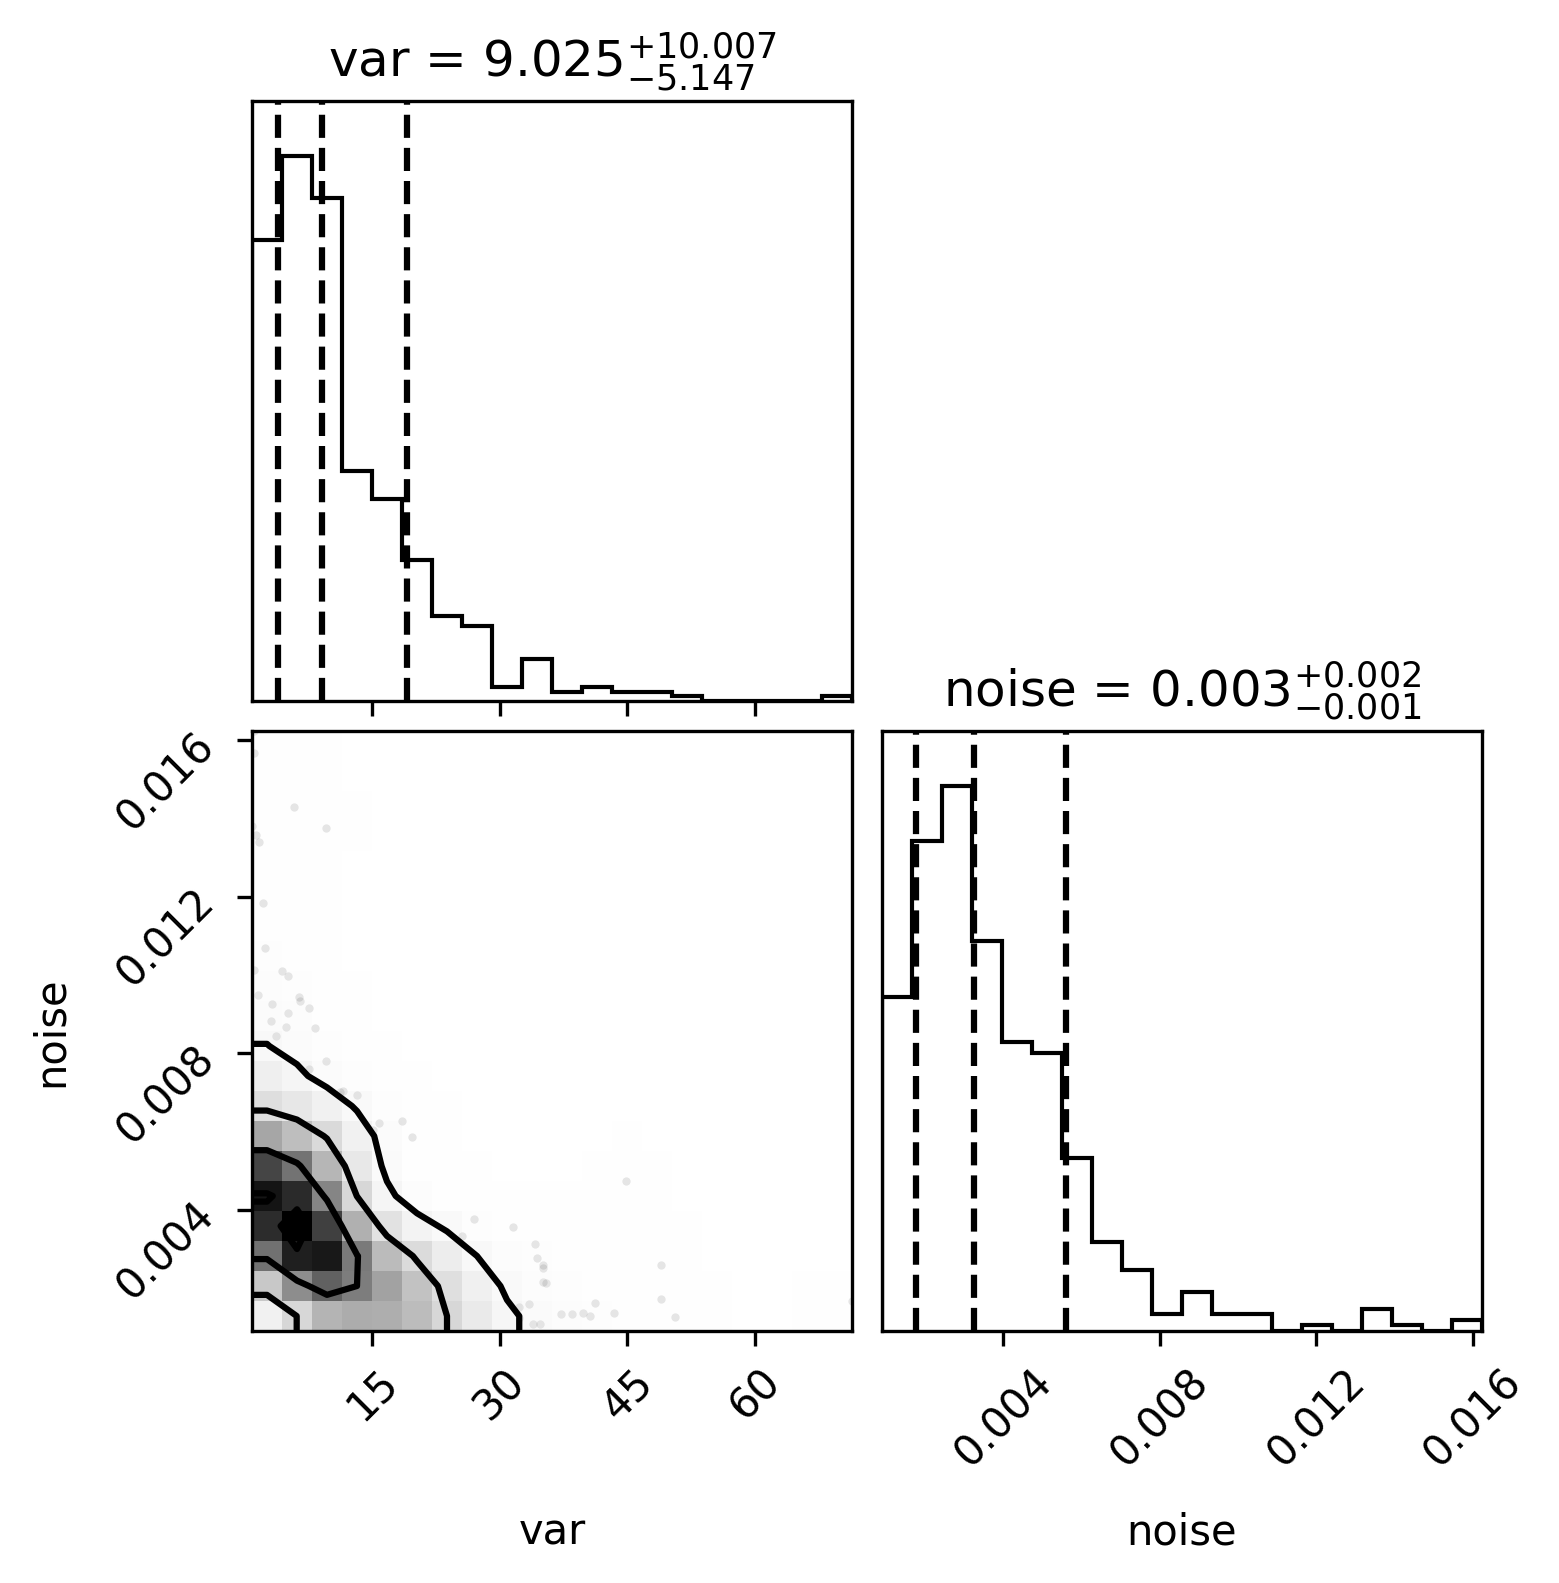 var = 9.025 +10.007 −5.147
noise = 0.003 +0.002 −0.001
0.016
0.012
0.008
0.004
noise
15 30 45 60
0.004 0.008 0.012 0.016
var
noise